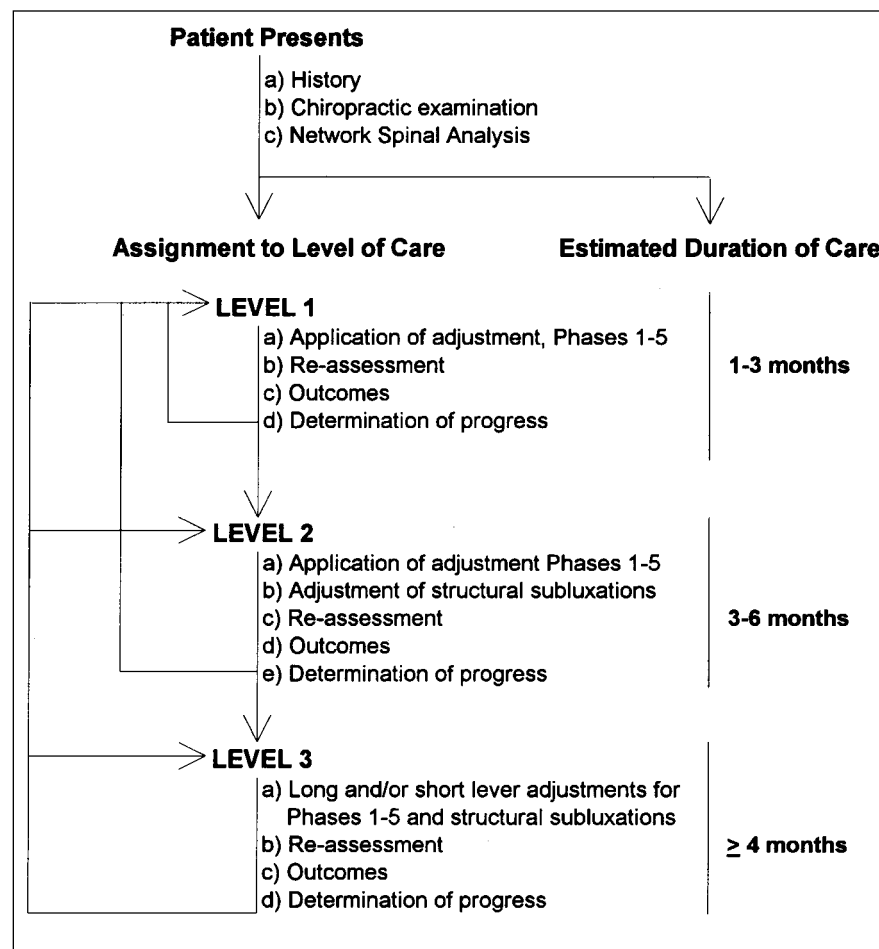 Patient Presents
a) History
b) Chiropractic examination
c) Network Spinal Analysis
Assignment to Level of Care
Estimated Duration of Care
LEVEL 1
a) Application of adjustment, Phases 1-5
b) Re-assessment
c) Outcomes
d) Determination of progress
1-3 months
LEVEL 2
a) Application of adjustment Phases 1-5
b) Adjustment of structural subluxations
c) Re-assessment
d) Outcomes
e) Determination of progress
3-6 months
LEVEL 3
a) Long and/or short lever adjustments for
Phases 1-5 and structural subluxations
b) Re-assessment
c) Outcomes
d) Determination of progress
≥ 4 months